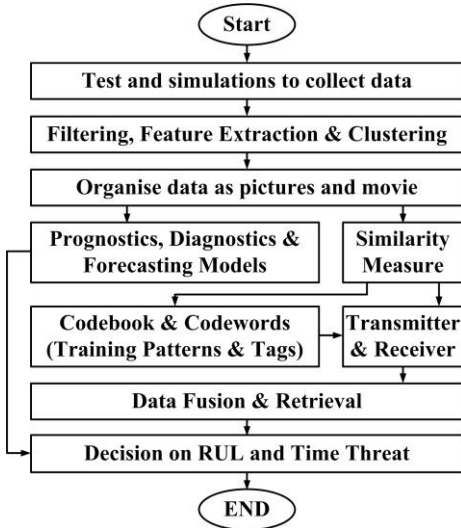 Start
Test and simulations to collect data
Filtering, Feature Extraction & Clustering
Organise data as pictures and movie
Prognostics, Diagnostics &
Forecasting Models
Similarity
Measure
Codebook & Codewords
(Training Patterns & Tags)
Transmitter
& Receiver
Data Fusion & Retrieval
Decision on RUL and Time Threat
END